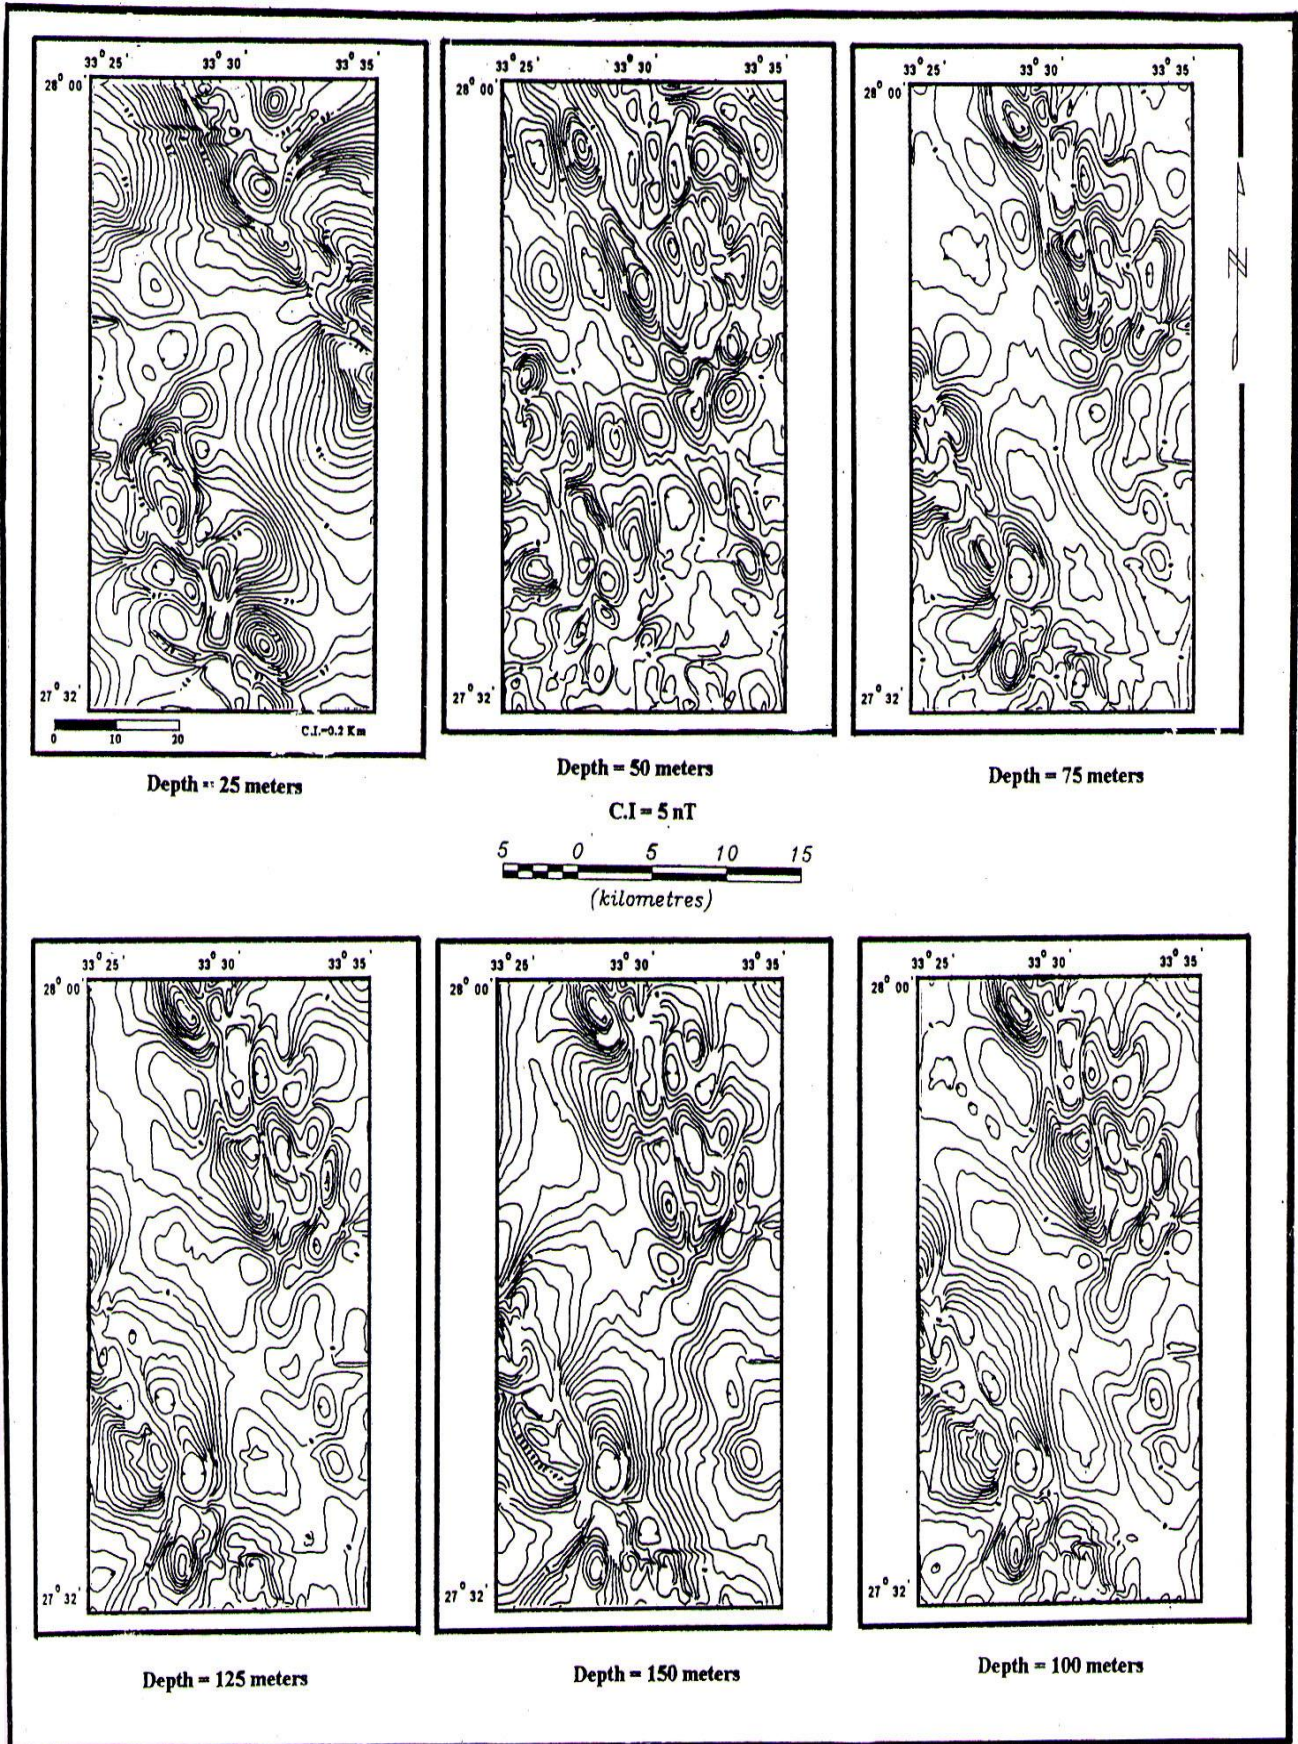 33° 25' 33° 30' 33° 35'
28° 00'
27° 32'
0 10 20
C.I.=0.2 Km
Depth = 25 meters
33° 25' 33° 30' 33° 35'
28° 00'
27° 32'
Depth = 50 meters
33° 25' 33° 30' 33° 35'
28° 00'
27° 32'
Depth = 75 meters
N
C.I = 5 nT
5 0 5 10 15
(kilometres)
33° 25' 33° 30' 33° 35'
28° 00'
27° 32'
Depth = 125 meters
33° 25' 33° 30' 33° 35'
28° 00'
27° 32'
Depth = 150 meters
33° 25' 33° 30' 33° 35'
28° 00'
27° 32'
Depth = 100 meters